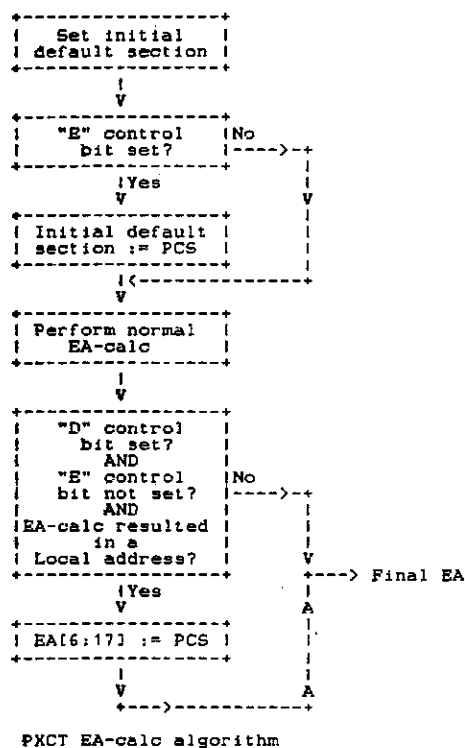 Set initial
default section
"E" control
bit set?
No
Yes
Initial default
section := PCS
Perform normal
EA-calc
"D" control
bit set?
AND
"E" control
bit not set?
AND
EA-calc resulted
in a
Local address?
No
Yes
Final EA
EA[6:17] := PCS
PXCT EA-calc algorithm